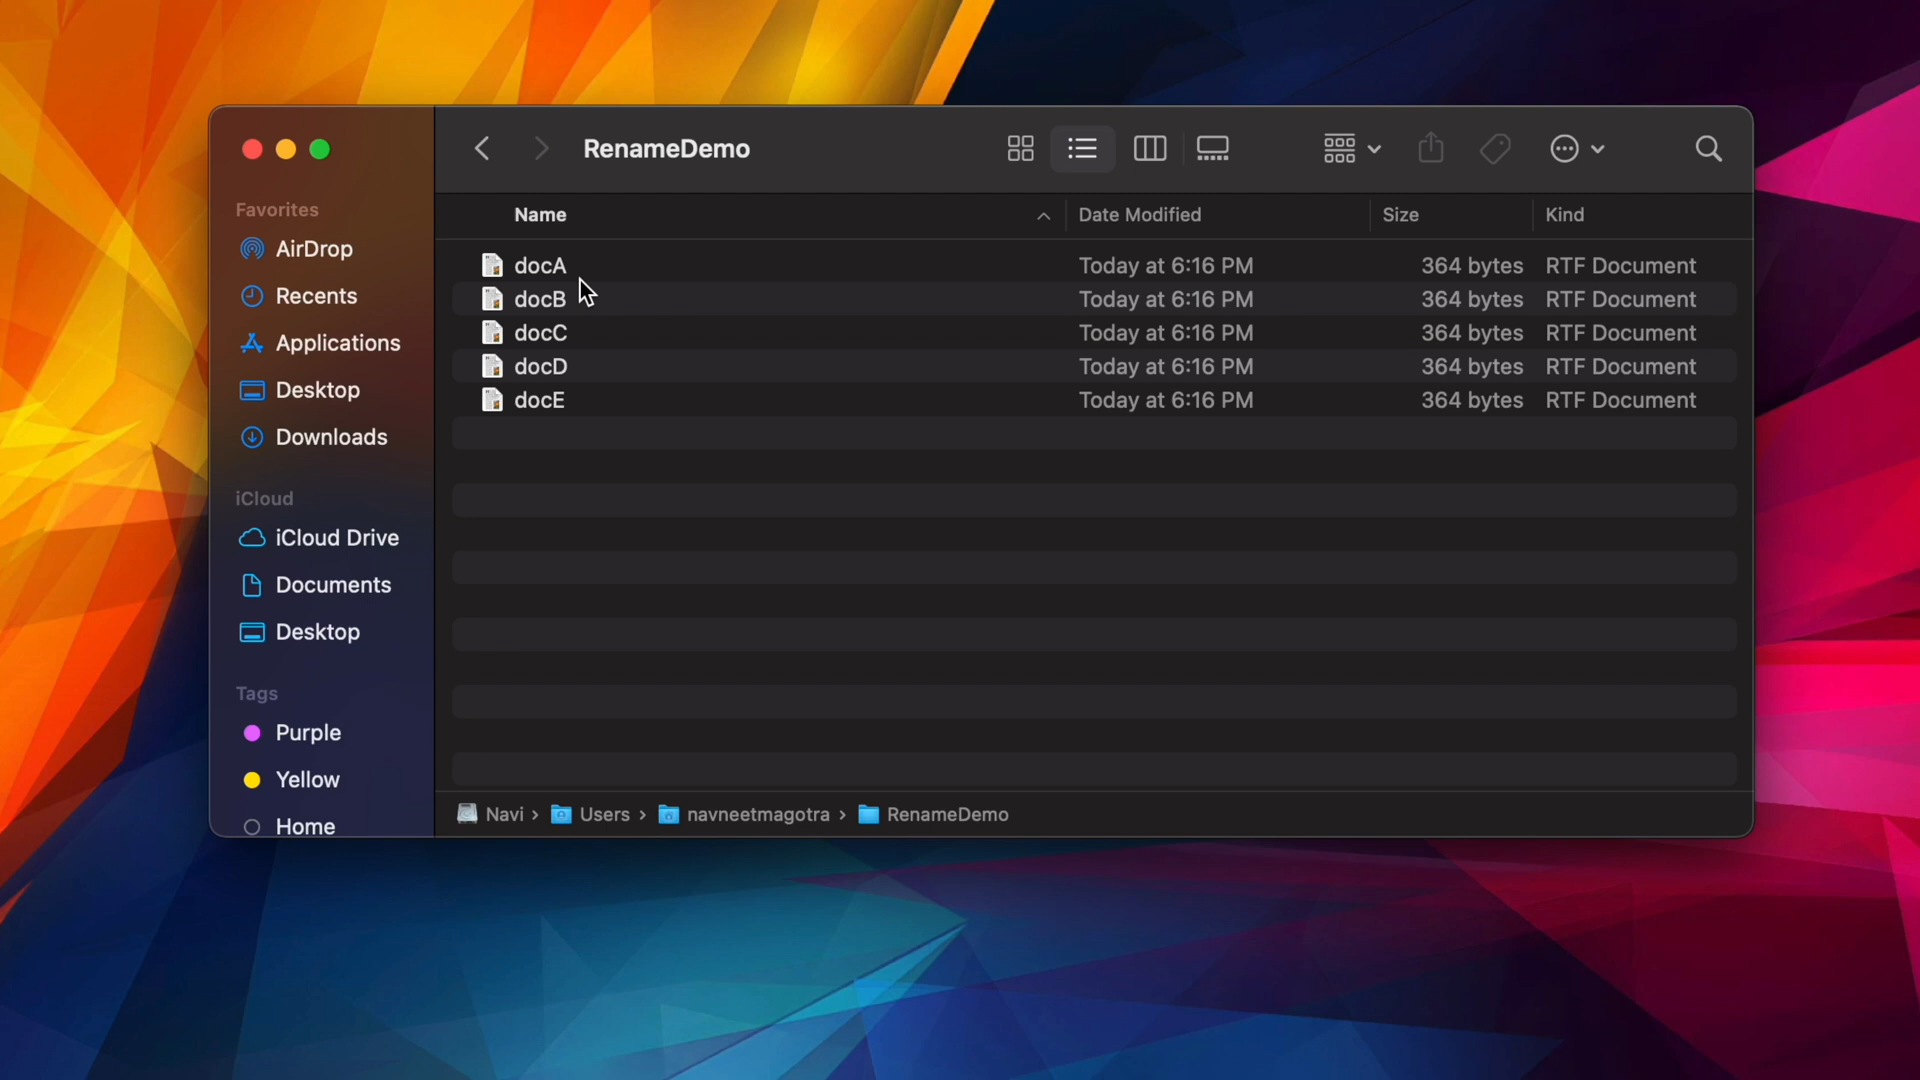 RenameDemo
Favorites
AirDrop
Recents
Applications
Desktop
Downloads
iCloud
iCloud Drive
Documents
Desktop
Tags
Purple
Yellow
Home
Name Date Modified Size Kind
docA Today at 6:16 PM 364 bytes RTF Document
docB Today at 6:16 PM 364 bytes RTF Document
docC Today at 6:16 PM 364 bytes RTF Document
docD Today at 6:16 PM 364 bytes RTF Document
docE Today at 6:16 PM 364 bytes RTF Document
Navi › Users › navneetmagotra › RenameDemo